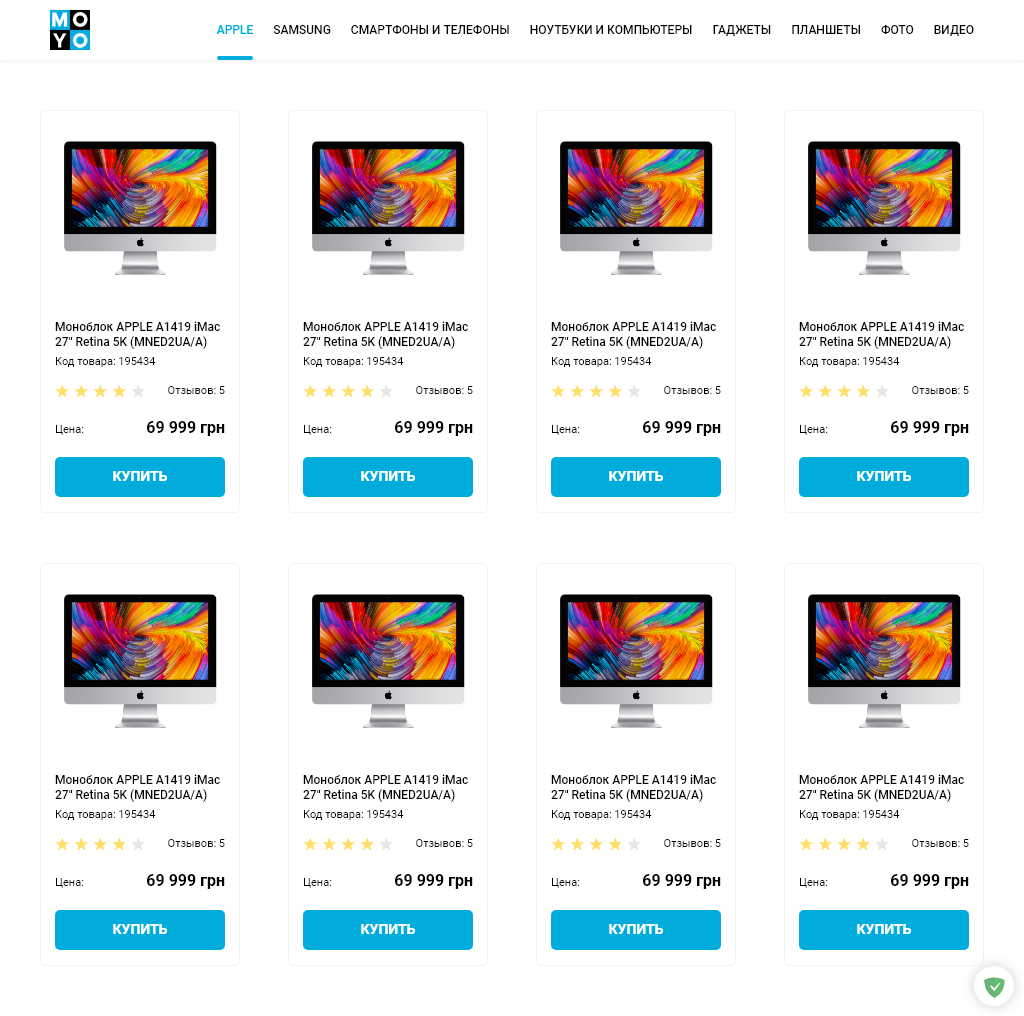 MO
YO
APPLE SAMSUNG СМАРТФОНЫ И ТЕЛЕФОНЫ НОУТБУКИ И КОМПЬЮТЕРЫ ГАДЖЕТЫ ПЛАНШЕТЫ ФОТО ВИДЕО
Моноблок APPLE A1419 iMac
27" Retina 5K (MNED2UA/A)
Код товара: 195434
Отзывов: 5
Цена: 69 999 грн
КУПИТЬ
Моноблок APPLE A1419 iMac
27" Retina 5K (MNED2UA/A)
Код товара: 195434
Отзывов: 5
Цена: 69 999 грн
КУПИТЬ
Моноблок APPLE A1419 iMac
27" Retina 5K (MNED2UA/A)
Код товара: 195434
Отзывов: 5
Цена: 69 999 грн
КУПИТЬ
Моноблок APPLE A1419 iMac
27" Retina 5K (MNED2UA/A)
Код товара: 195434
Отзывов: 5
Цена: 69 999 грн
КУПИТЬ
Моноблок APPLE A1419 iMac
27" Retina 5K (MNED2UA/A)
Код товара: 195434
Отзывов: 5
Цена: 69 999 грн
КУПИТЬ
Моноблок APPLE A1419 iMac
27" Retina 5K (MNED2UA/A)
Код товара: 195434
Отзывов: 5
Цена: 69 999 грн
КУПИТЬ
Моноблок APPLE A1419 iMac
27" Retina 5K (MNED2UA/A)
Код товара: 195434
Отзывов: 5
Цена: 69 999 грн
КУПИТЬ
Моноблок APPLE A1419 iMac
27" Retina 5K (MNED2UA/A)
Код товара: 195434
Отзывов: 5
Цена: 69 999 грн
КУПИТЬ